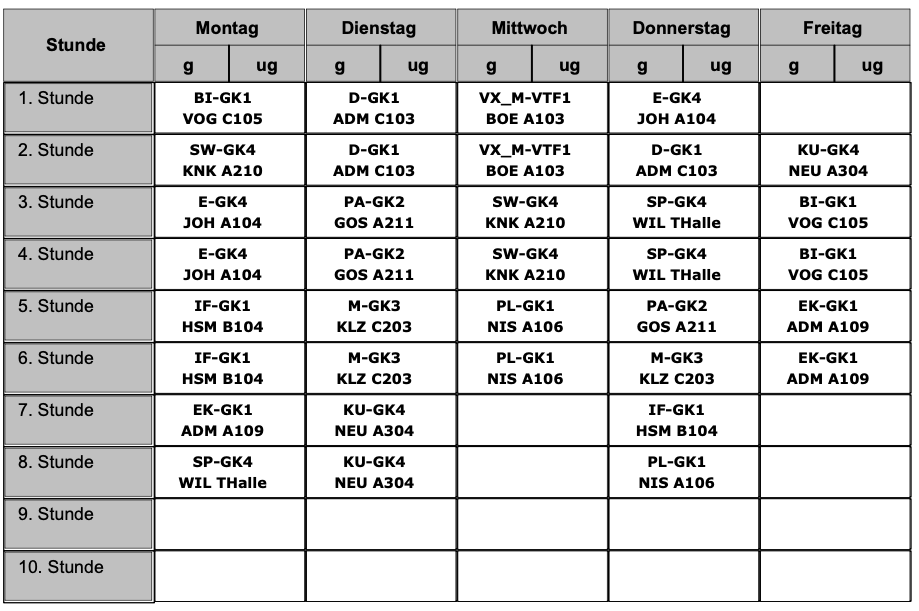 Stunde Montag Dienstag Mittwoch Donnerstag Freitag
g ug g ug g ug g ug g ug
1. Stunde BI-GK1 D-GK1 VX_M-VTF1 E-GK4
VOG C105 ADM C103 BOE A103 JOH A104
2. Stunde SW-GK4 D-GK1 VX_M-VTF1 D-GK1 KU-GK4
KNK A210 ADM C103 BOE A103 ADM C103 NEU A304
3. Stunde E-GK4 PA-GK2 SW-GK4 SP-GK4 BI-GK1
JOH A104 GOS A211 KNK A210 WIL THalle VOG C105
4. Stunde E-GK4 PA-GK2 SW-GK4 SP-GK4 BI-GK1
JOH A104 GOS A211 KNK A210 WIL THalle VOG C105
5. Stunde IF-GK1 M-GK3 PL-GK1 PA-GK2 EK-GK1
HSM B104 KLZ C203 NIS A106 GOS A211 ADM A109
6. Stunde IF-GK1 M-GK3 PL-GK1 M-GK3 EK-GK1
HSM B104 KLZ C203 NIS A106 KLZ C203 ADM A109
7. Stunde EK-GK1 KU-GK4 IF-GK1
ADM A109 NEU A304 HSM B104
8. Stunde SP-GK4 KU-GK4 PL-GK1
WIL THalle NEU A304 NIS A106
9. Stunde
10. Stunde